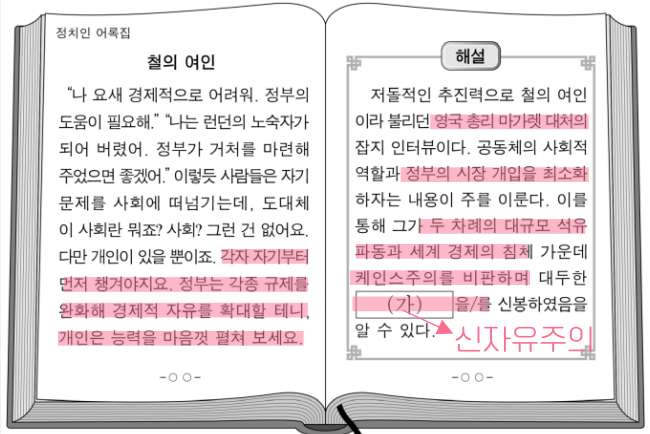 정치인 어록집
철의 여인
“나 요새 경제적으로 어려워. 정부의
도움이 필요해.” “나는 런던의 노숙자가
되어 버렸어. 정부가 거처를 마련해
주었으면 좋겠어.” 이렇듯 사람들은 자기
문제를 사회에 떠넘기는데, 도대체
이 사회란 뭐죠? 사회? 그런 건 없어요.
다만 개인이 있을 뿐이죠. 각자 자기부터
먼저 챙겨야지요. 정부는 각종 규제를
완화해 경제적 자유를 확대할 테니,
개인은 능력을 마음껏 펼쳐 보세요.
-○○-
해설
저돌적인 추진력으로 철의 여인
이라 불리던 영국 총리 마가렛 대처의
잡지 인터뷰이다. 공동체의 사회적
역할과 정부의 시장 개입을 최소화
하자는 내용이 주를 이룬다. 이를
통해 그가 두 차례의 대규모 석유
파동과 세계 경제의 침체 가운데
케인스주의를 비판하며 대두한
(가) 을/를 신봉하였음을
알 수 있다.
신자유주의
-○○-